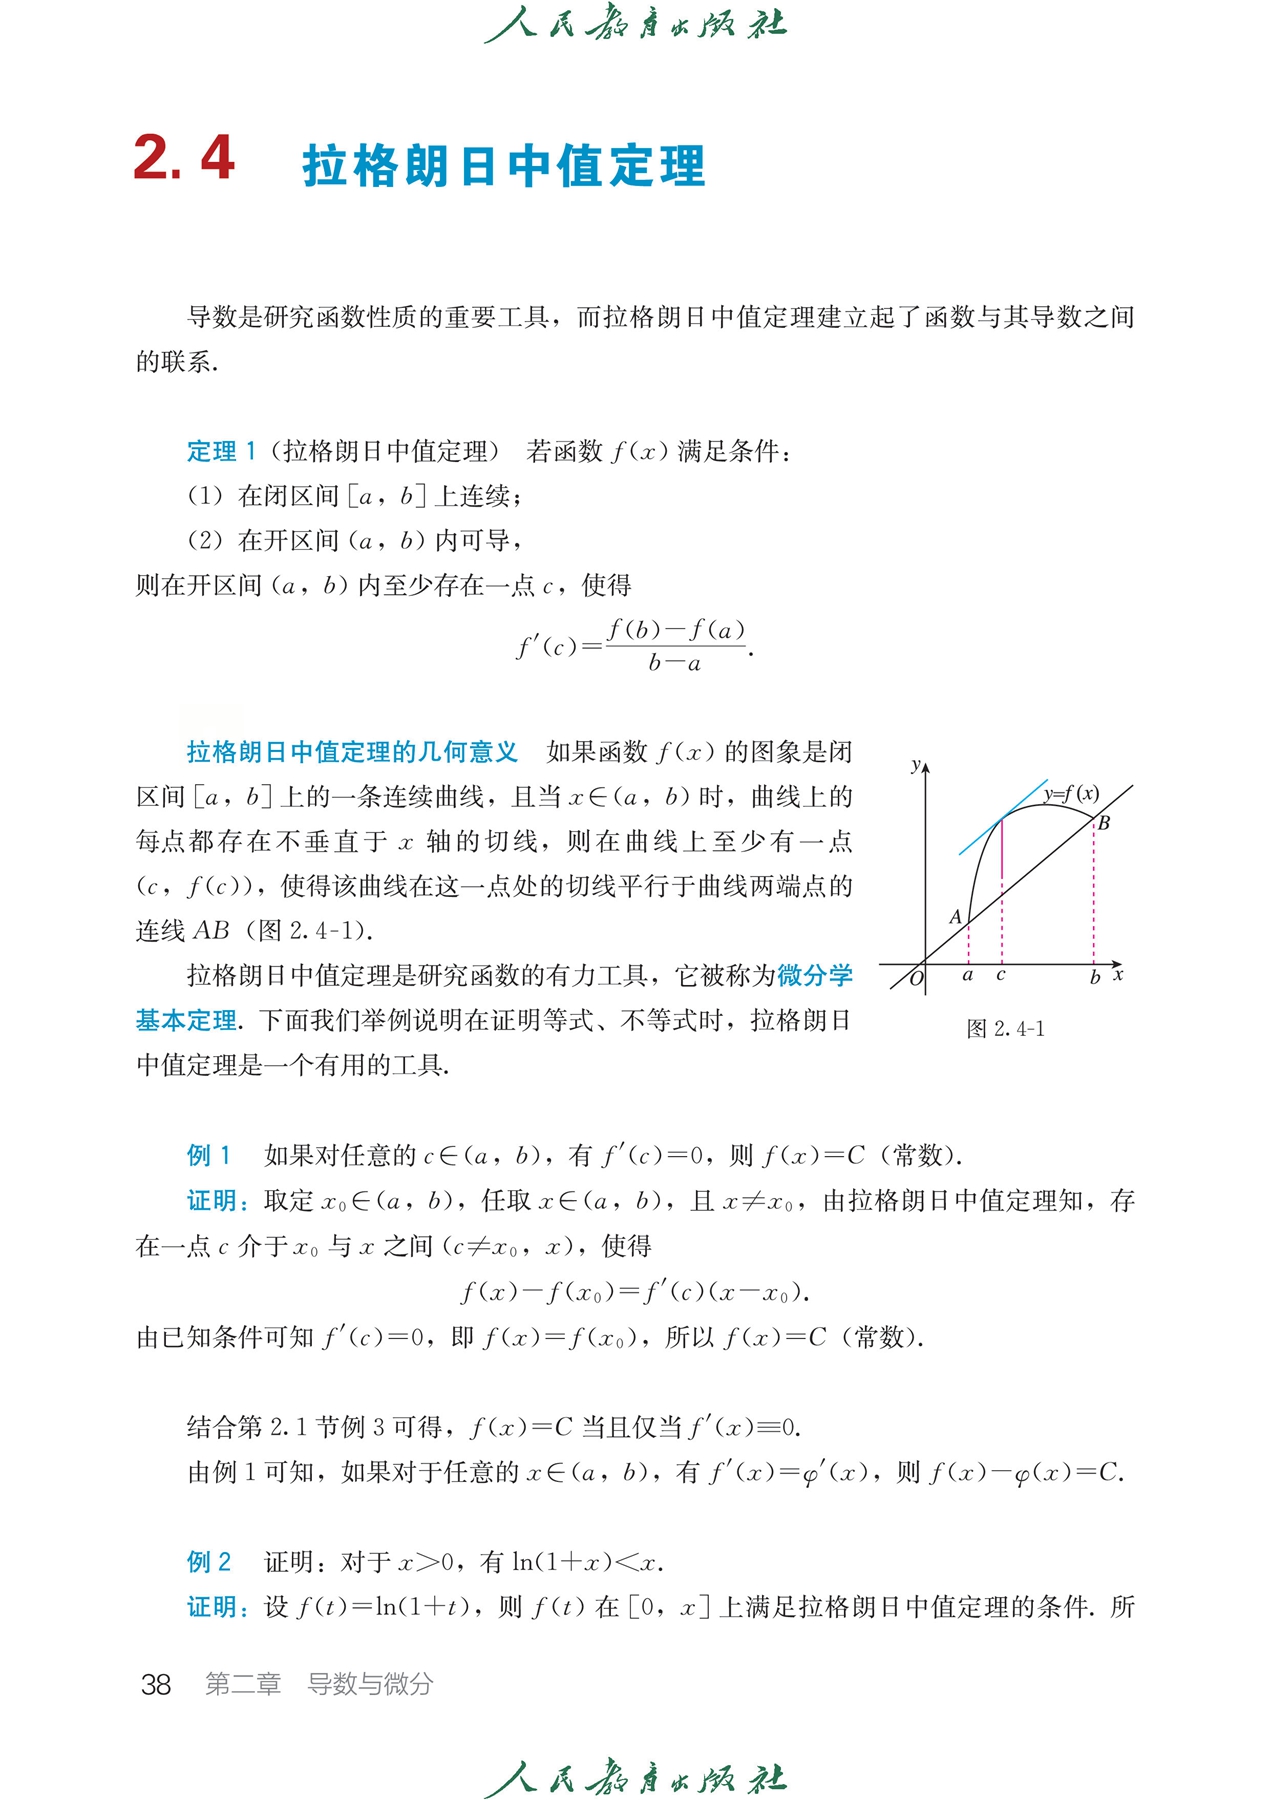 人民教育出版社
2.4 拉格朗日中值定理
导数是研究函数性质的重要工具，而拉格朗日中值定理建立起了函数与其导数之间
的联系.
定理 1（拉格朗日中值定理） 若函数 f(x) 满足条件：
（1）在闭区间[a，b]上连续；
（2）在开区间(a，b)内可导，
则在开区间(a，b)内至少存在一点 c，使得
f′(c)=\frac{f(b)-f(a)}{b-a}.
拉格朗日中值定理的几何意义 如果函数 f(x) 的图象是闭
区间[a，b]上的一条连续曲线，且当 x∈(a，b) 时，曲线上的
每点都存在不垂直于 x 轴的切线，则在曲线上至少有一点
(c，f(c))，使得该曲线在这一点处的切线平行于曲线两端点的
连线 AB（图 2.4-1）.
拉格朗日中值定理是研究函数的有力工具，它被称为微分学
基本定理. 下面我们举例说明在证明等式、不等式时，拉格朗日
中值定理是一个有用的工具.
y
y=f(x)
B
A
O a c b x
图 2.4-1
例 1 如果对任意的 c∈(a，b)，有 f′(c)=0，则 f(x)=C（常数）.
证明：取定 x₀∈(a，b)，任取 x∈(a，b)，且 x≠x₀，由拉格朗日中值定理知，存
在一点 c 介于 x₀ 与 x 之间 (c≠x₀，x)，使得
f(x)-f(x₀)=f′(c)(x-x₀).
由已知条件可知 f′(c)=0，即 f(x)=f(x₀)，所以 f(x)=C（常数）.
结合第 2.1 节例 3 可得，f(x)=C 当且仅当 f′(x)≡0.
由例 1 可知，如果对于任意的 x∈(a，b)，有 f′(x)=φ′(x)，则 f(x)-φ(x)=C.
例 2 证明：对于 x>0，有 ln(1+x)<x.
证明：设 f(t)=ln(1+t)，则 f(t) 在[0，x]上满足拉格朗日中值定理的条件. 所
38 第二章 导数与微分
人民教育出版社